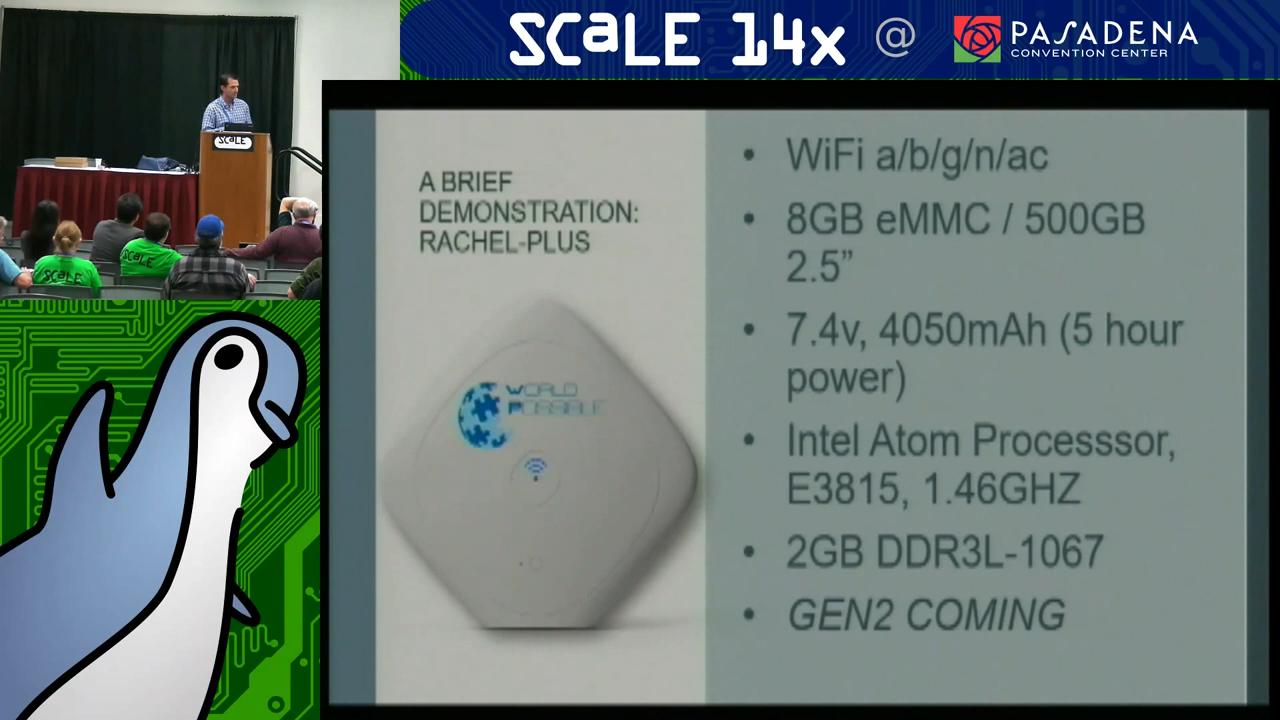 SCaLE 14x @ PASADENA
CONVENTION CENTER
SCaLE
SCaLE
SCaLE
A BRIEF
DEMONSTRATION:
RACHEL-PLUS
WORLD
POSSIBLE
• WiFi a/b/g/n/ac
• 8GB eMMC / 500GB
2.5”
• 7.4v, 4050mAh (5 hour
power)
• Intel Atom Processsor,
E3815, 1.46GHZ
• 2GB DDR3L-1067
• GEN2 COMING